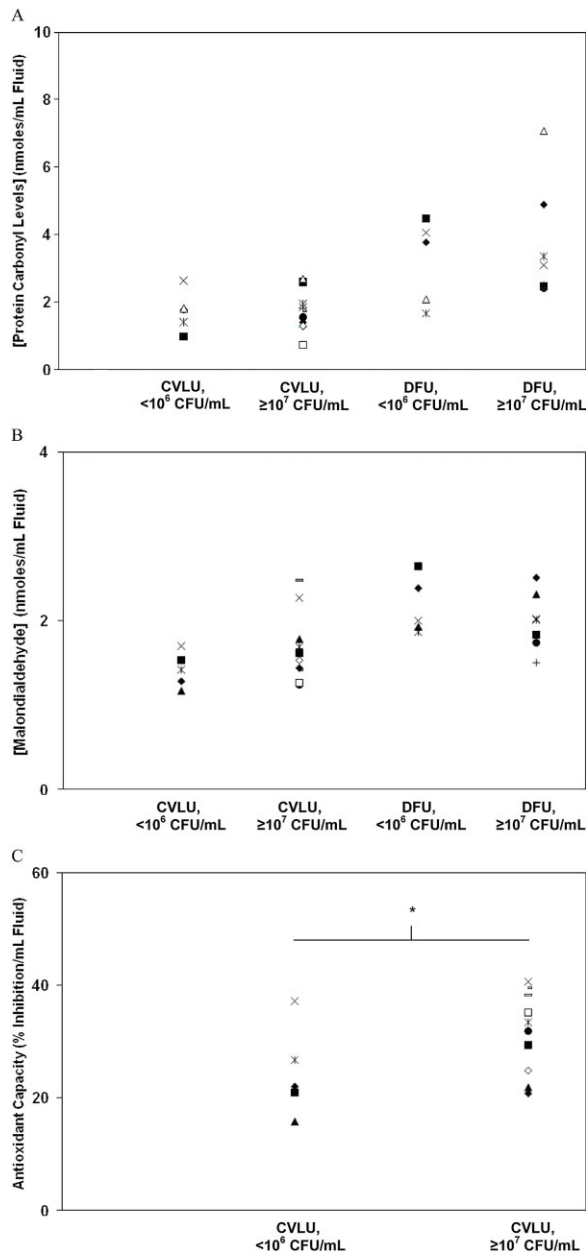 A
[Protein Carbonyl Levels] (nmoles/mL Fluid)
10
8
6
4
2
0
CVLU, CVLU, DFU, DFU,
<10⁶ CFU/mL ≥10⁷ CFU/mL <10⁶ CFU/mL ≥10⁷ CFU/mL
B
[Malondialdehyde] (nmoles/mL Fluid)
4
2
0
CVLU, CVLU, DFU, DFU,
<10⁶ CFU/mL ≥10⁷ CFU/mL <10⁶ CFU/mL ≥10⁷ CFU/mL
C
Antioxidant Capacity (% Inhibition/mL Fluid)
60
*
40
20
0
CVLU, CVLU,
<10⁶ CFU/mL ≥10⁷ CFU/mL